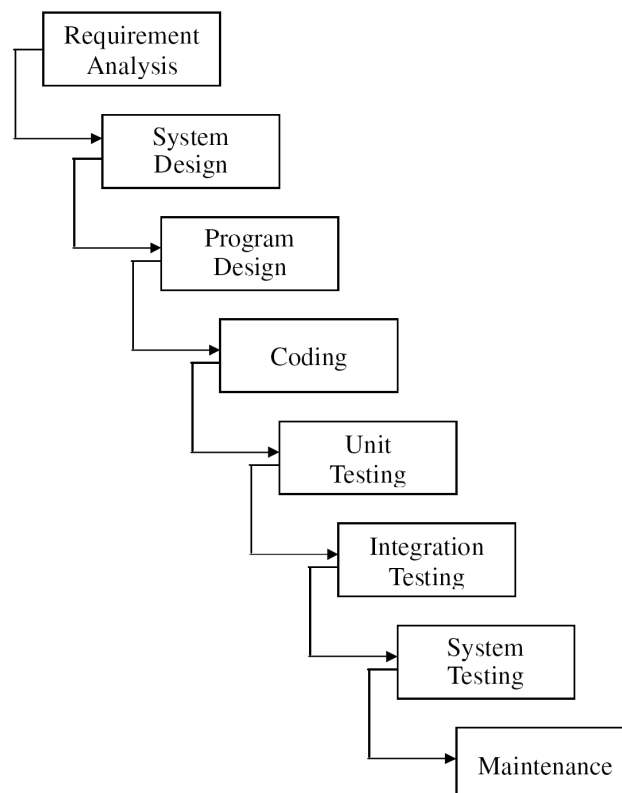 Requirement
Analysis
System
Design
Program
Design
Coding
Unit
Testing
Integration
Testing
System
Testing
Maintenance